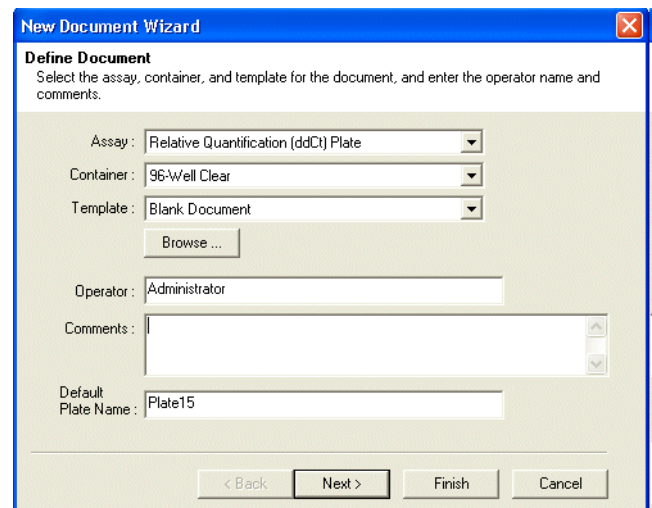 New Document Wizard
Define Document
Select the assay, container, and template for the document, and enter the operator name and
comments.
Assay : Relative Quantification (ddCt) Plate
Container : 96-Well Clear
Template : Blank Document
Browse ...
Operator : Administrator
Comments :
Default
Plate Name : Plate15
< Back Next > Finish Cancel